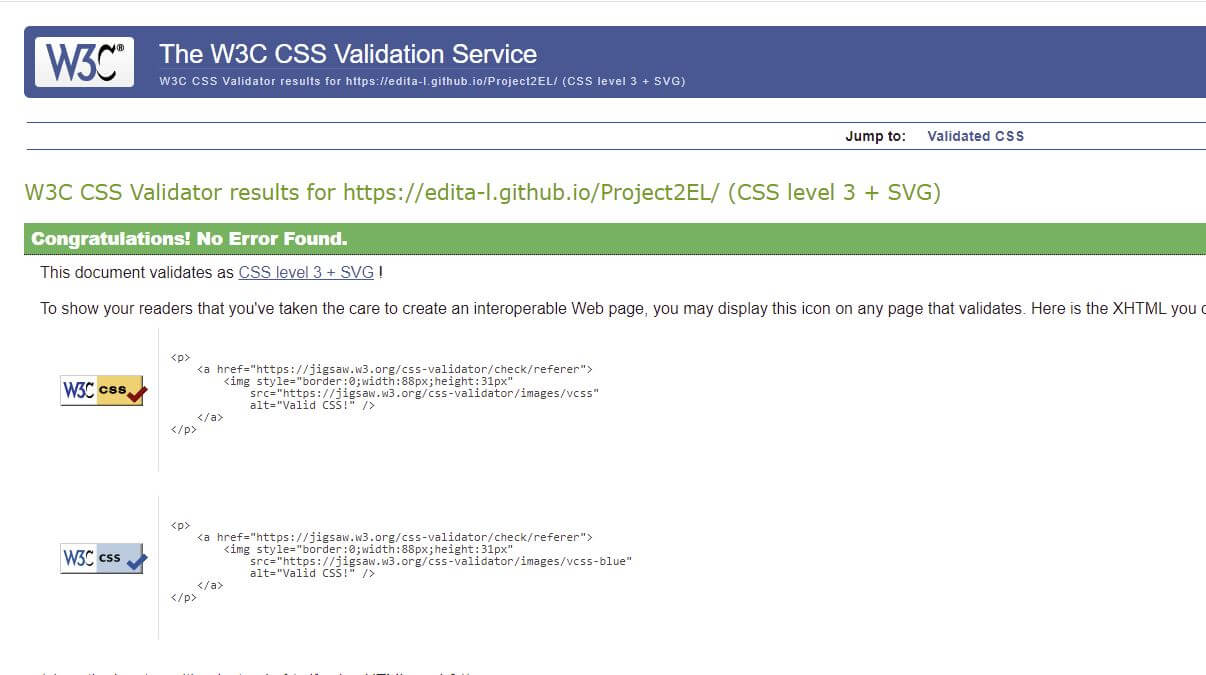 W3C®
The W3C CSS Validation Service
W3C CSS Validator results for https://edita-l.github.io/Project2EL/ (CSS level 3 + SVG)
Jump to: Validated CSS
W3C CSS Validator results for https://edita-l.github.io/Project2EL/ (CSS level 3 + SVG)
Congratulations! No Error Found.
This document validates as CSS level 3 + SVG !
To show your readers that you've taken the care to create an interoperable Web page, you may display this icon on any page that validates. Here is the XHTML you
W3C css
<p>
<a href="https://jigsaw.w3.org/css-validator/check/referer">
<img style="border:0;width:88px;height:31px"
src="https://jigsaw.w3.org/css-validator/images/vcss"
alt="Valid CSS!" />
</a>
</p>
W3C css
<p>
<a href="https://jigsaw.w3.org/css-validator/check/referer">
<img style="border:0;width:88px;height:31px"
src="https://jigsaw.w3.org/css-validator/images/vcss-blue"
alt="Valid CSS!" />
</a>
</p>